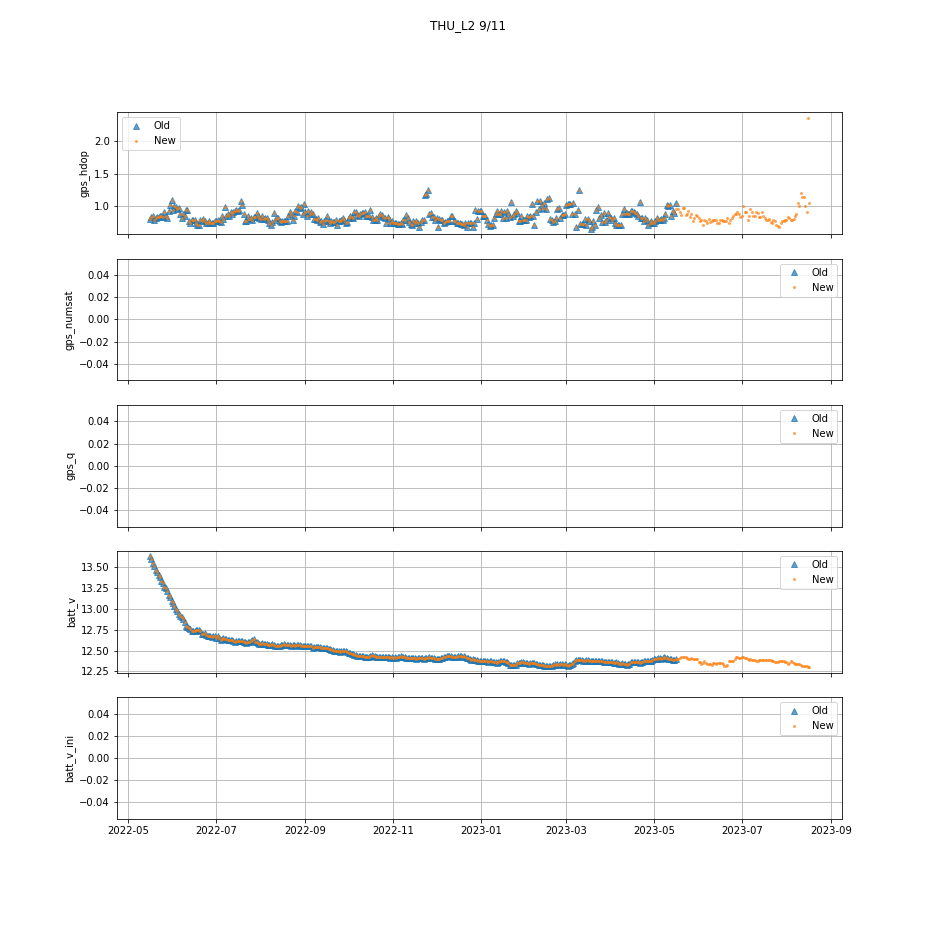 THU_L2 9/11
gps_hdop
2.0
1.5
1.0
Old
New
gps_numsat
0.04
0.02
0.00
−0.02
−0.04
Old
New
gps_q
0.04
0.02
0.00
−0.02
−0.04
Old
New
batt_v
13.50
13.25
13.00
12.75
12.50
12.25
Old
New
batt_v_ini
0.04
0.02
0.00
−0.02
−0.04
Old
New
2022-05 2022-07 2022-09 2022-11 2023-01 2023-03 2023-05 2023-07 2023-09